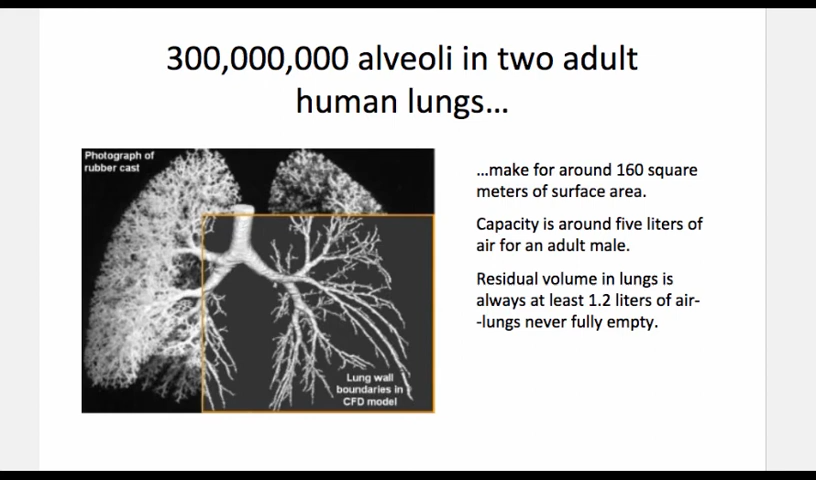 300,000,000 alveoli in two adult
human lungs...
Photograph of
rubber cast
Lung wall
boundaries in
CFD model
...make for around 160 square
meters of surface area.
Capacity is around five liters of
air for an adult male.
Residual volume in lungs is
always at least 1.2 liters of air-
-lungs never fully empty.